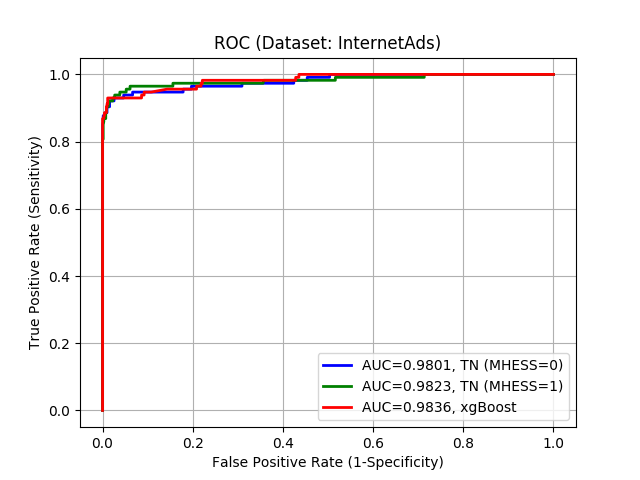 ROC (Dataset: InternetAds)
True Positive Rate (Sensitivity)
1.0
0.8
0.6
0.4
0.2
0.0
AUC=0.9801, TN (MHESS=0)
AUC=0.9823, TN (MHESS=1)
AUC=0.9836, xgBoost
0.0 0.2 0.4 0.6 0.8 1.0
False Positive Rate (1-Specificity)